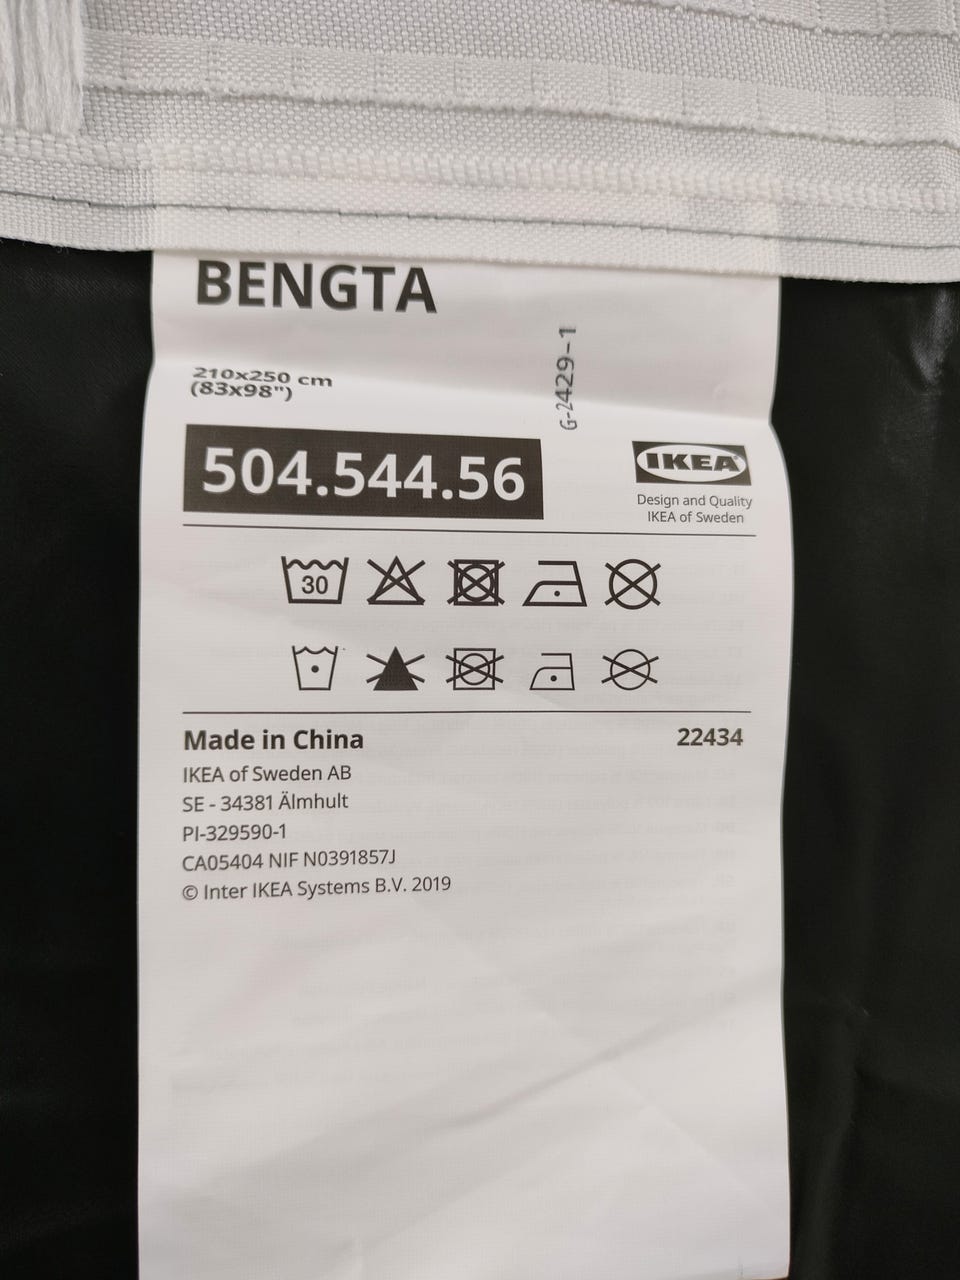 BENGTA
210x250 cm
(83x98")
G-2429-1
504.544.56
IKEA
Design and Quality
IKEA of Sweden
30
Made in China
22434
IKEA of Sweden AB
SE - 34381 Älmhult
PI-329590-1
CA05404 NIF N0391857J
© Inter IKEA Systems B.V. 2019